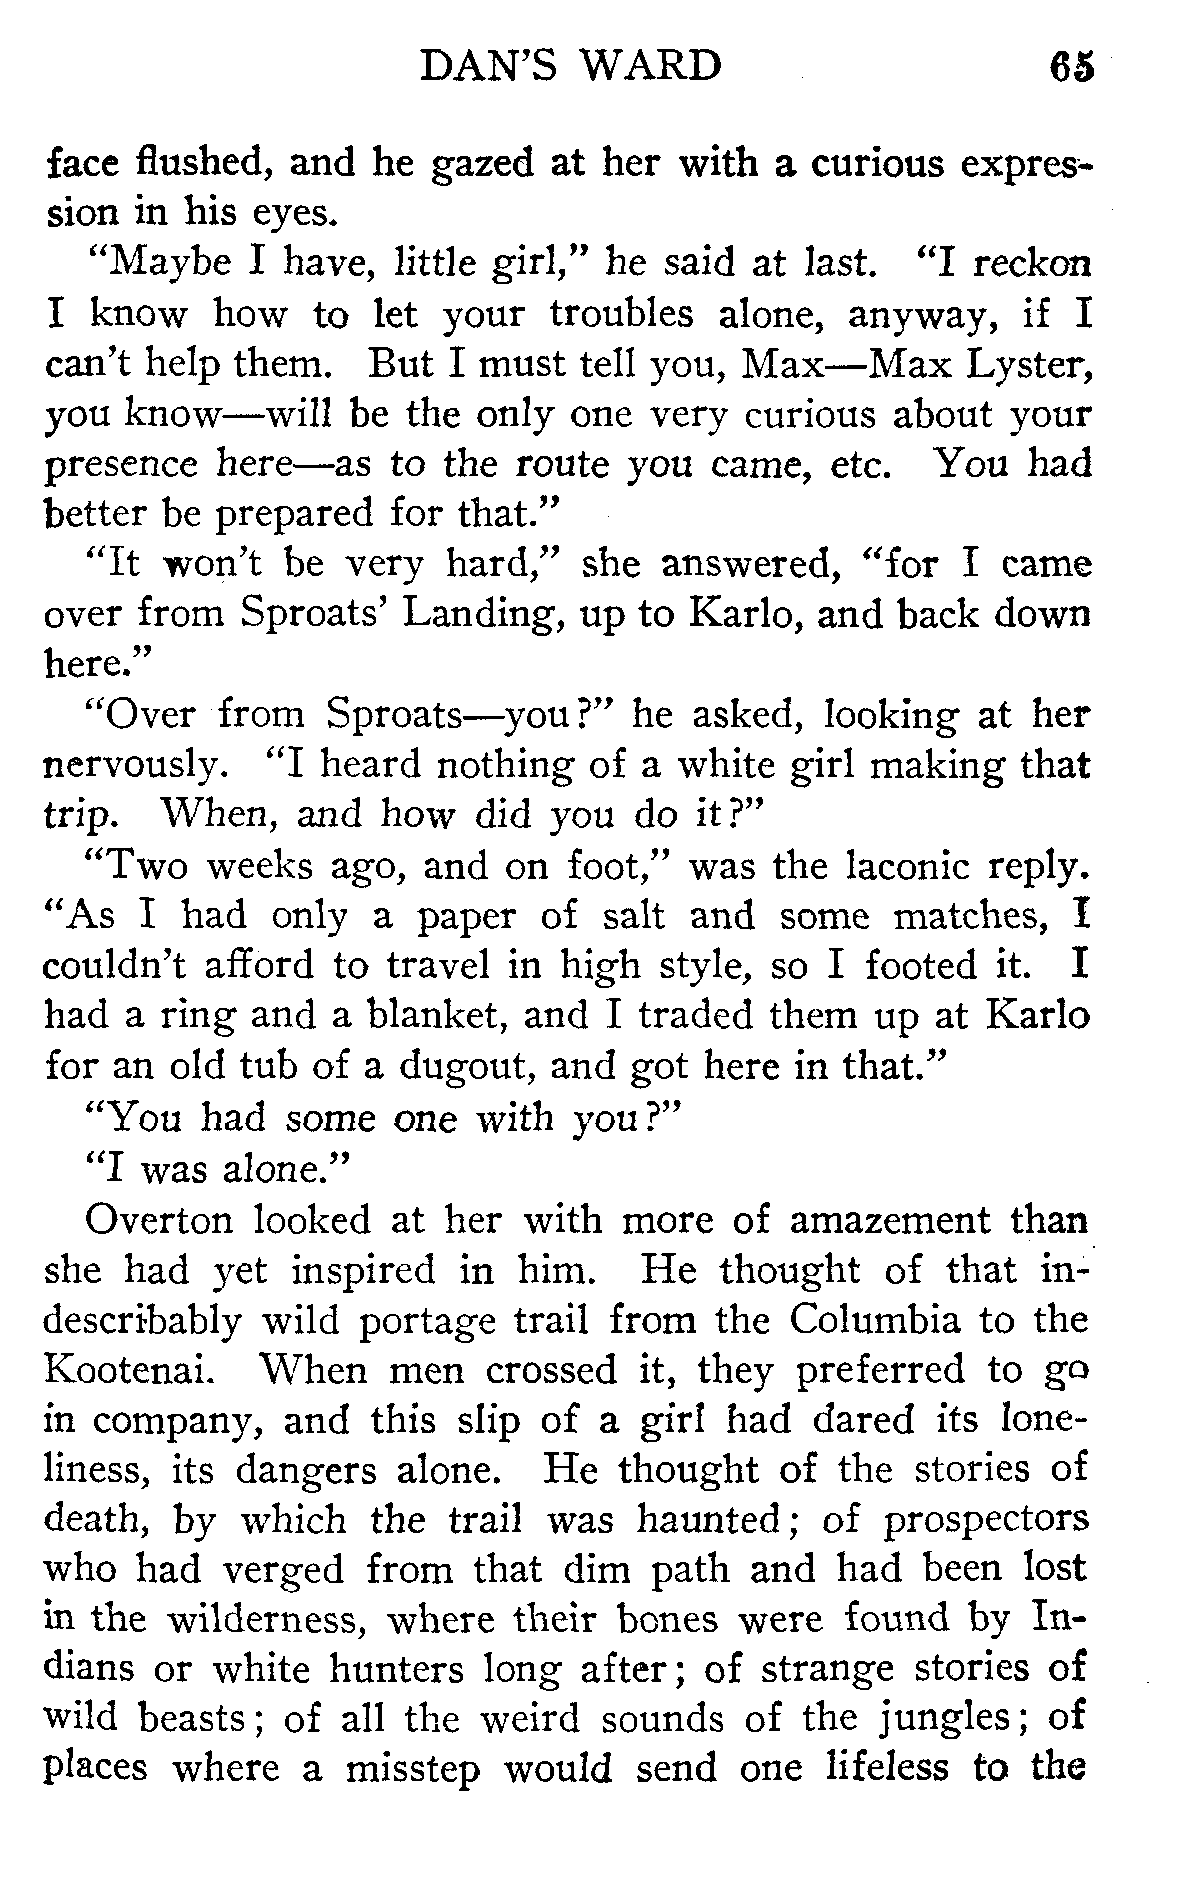 DAN'S WARD 65
face flushed, and he gazed at her with a curious expres-
sion in his eyes.
“Maybe I have, little girl,” he said at last. “I reckon
I know how to let your troubles alone, anyway, if I
can't help them. But I must tell you, Max—Max Lyster,
you know—will be the only one very curious about your
presence here—as to the route you came, etc. You had
better be prepared for that.”
“It won't be very hard,” she answered, “for I came
over from Sproats' Landing, up to Karlo, and back down
here.”
“Over from Sproats—you?” he asked, looking at her
nervously. “I heard nothing of a white girl making that
trip. When, and how did you do it?”
“Two weeks ago, and on foot,” was the laconic reply.
“As I had only a paper of salt and some matches, I
couldn't afford to travel in high style, so I footed it. I
had a ring and a blanket, and I traded them up at Karlo
for an old tub of a dugout, and got here in that.”
“You had some one with you?”
“I was alone.”
Overton looked at her with more of amazement than
she had yet inspired in him. He thought of that in-
describably wild portage trail from the Columbia to the
Kootenai. When men crossed it, they preferred to go
in company, and this slip of a girl had dared its lone-
liness, its dangers alone. He thought of the stories of
death, by which the trail was haunted; of prospectors
who had verged from that dim path and had been lost
in the wilderness, where their bones were found by In-
dians or white hunters long after; of strange stories of
wild beasts; of all the weird sounds of the jungles; of
places where a misstep would send one lifeless to the